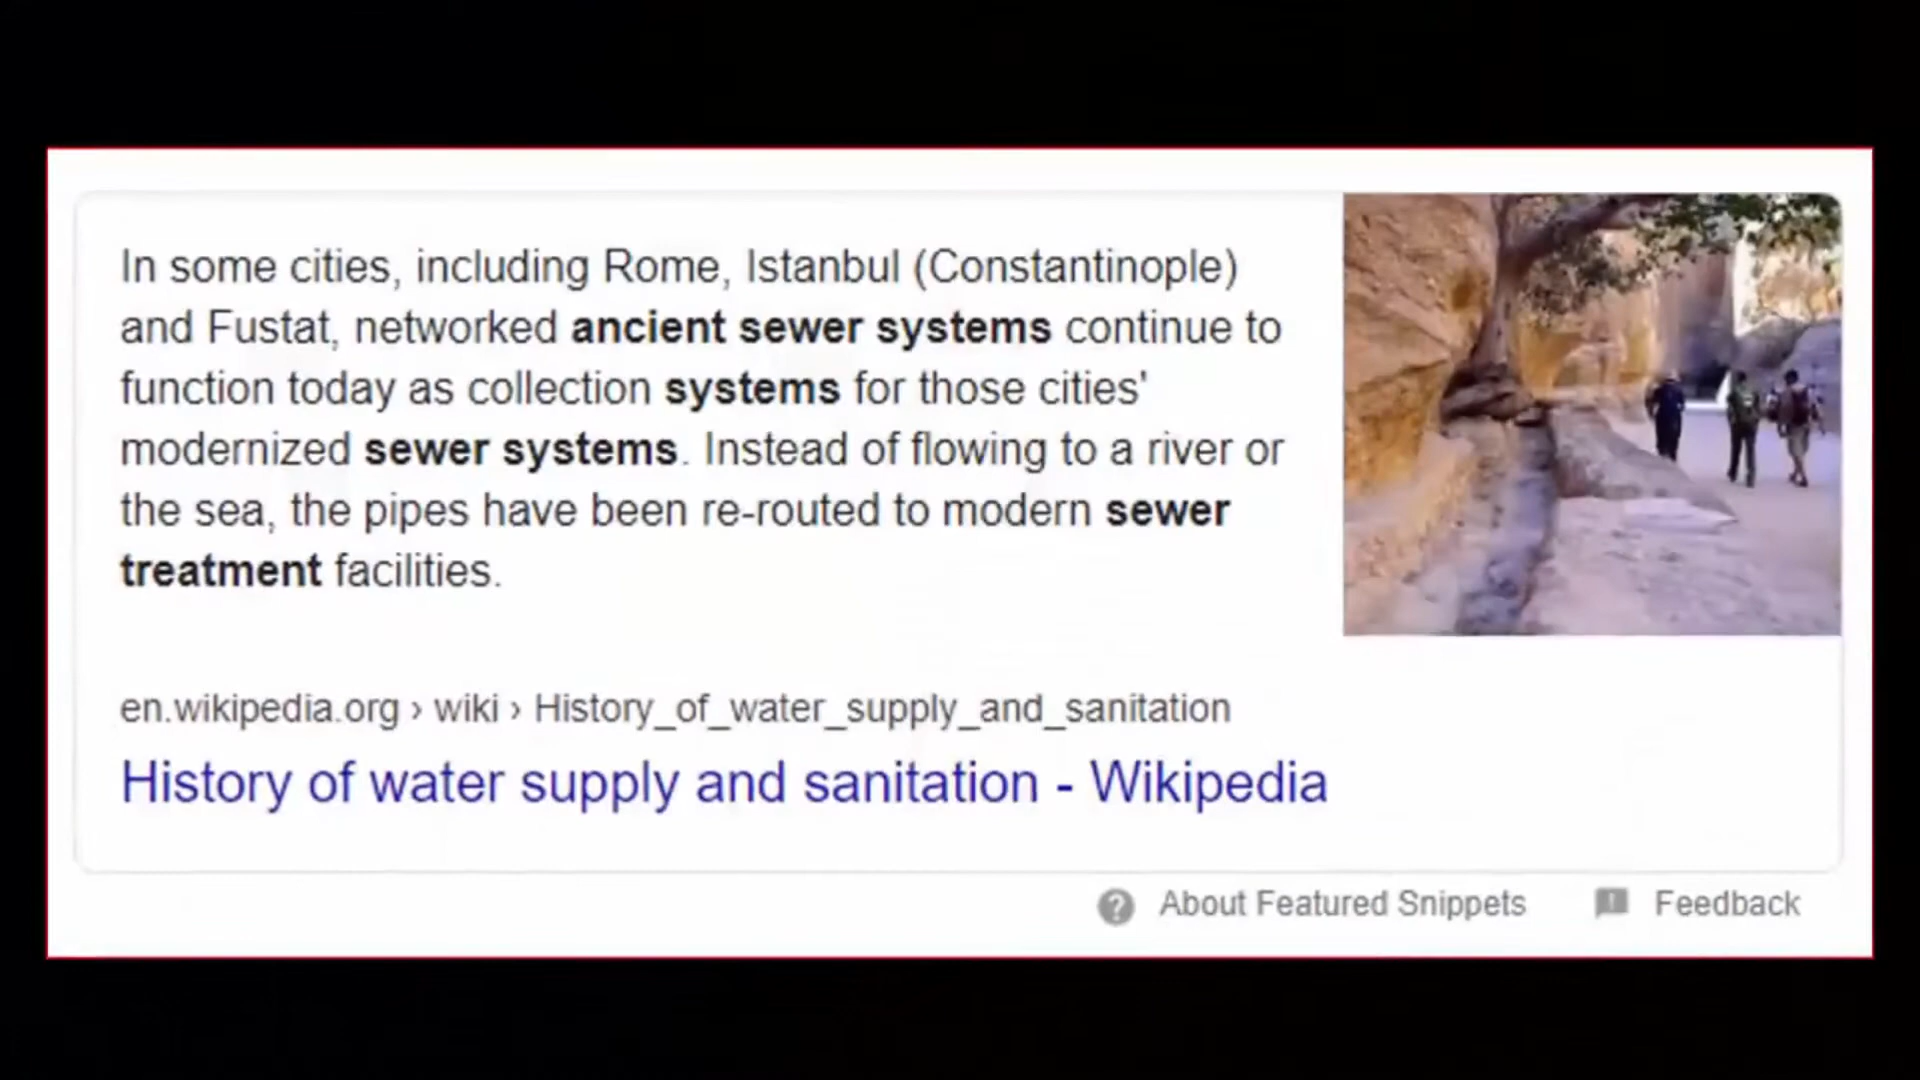 In some cities, including Rome, Istanbul (Constantinople)
and Fustat, networked ancient sewer systems continue to
function today as collection systems for those cities'
modernized sewer systems. Instead of flowing to a river or
the sea, the pipes have been re-routed to modern sewer
treatment facilities.
en.wikipedia.org › wiki › History_of_water_supply_and_sanitation
History of water supply and sanitation - Wikipedia
About Featured Snippets Feedback